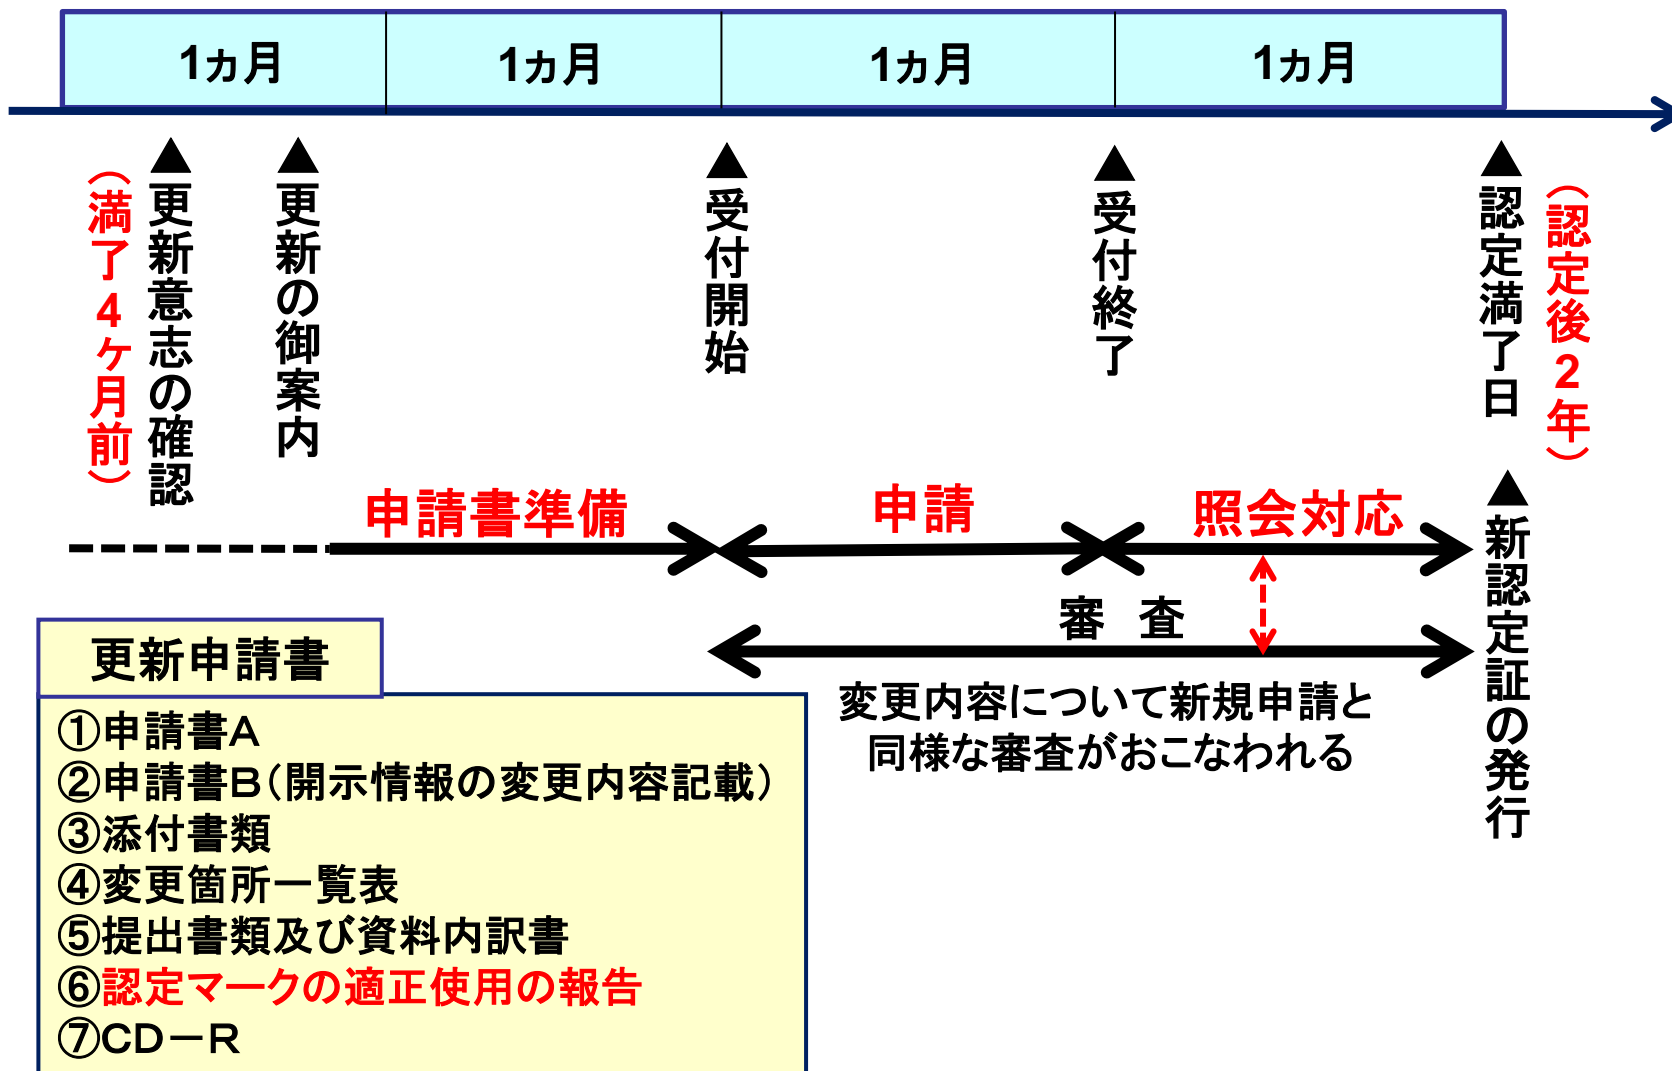 1ヵ月
1ヵ月
1ヵ月
1ヵ月
▲更新意志の確認
（満了4ヶ月前）
▲更新の御案内
▲受付開始
▲受付終了
▲認定満了日
（認定後2年）
申請書準備
申請
照会対応
審　査
変更内容について新規申請と
同様な審査がおこなわれる
▲新認定証の発行
更新申請書
①申請書A
②申請書B（開示情報の変更内容記載）
③添付書類
④変更箇所一覧表
⑤提出書類及び資料内訳書
⑥認定マークの適正使用の報告
⑦CD－R